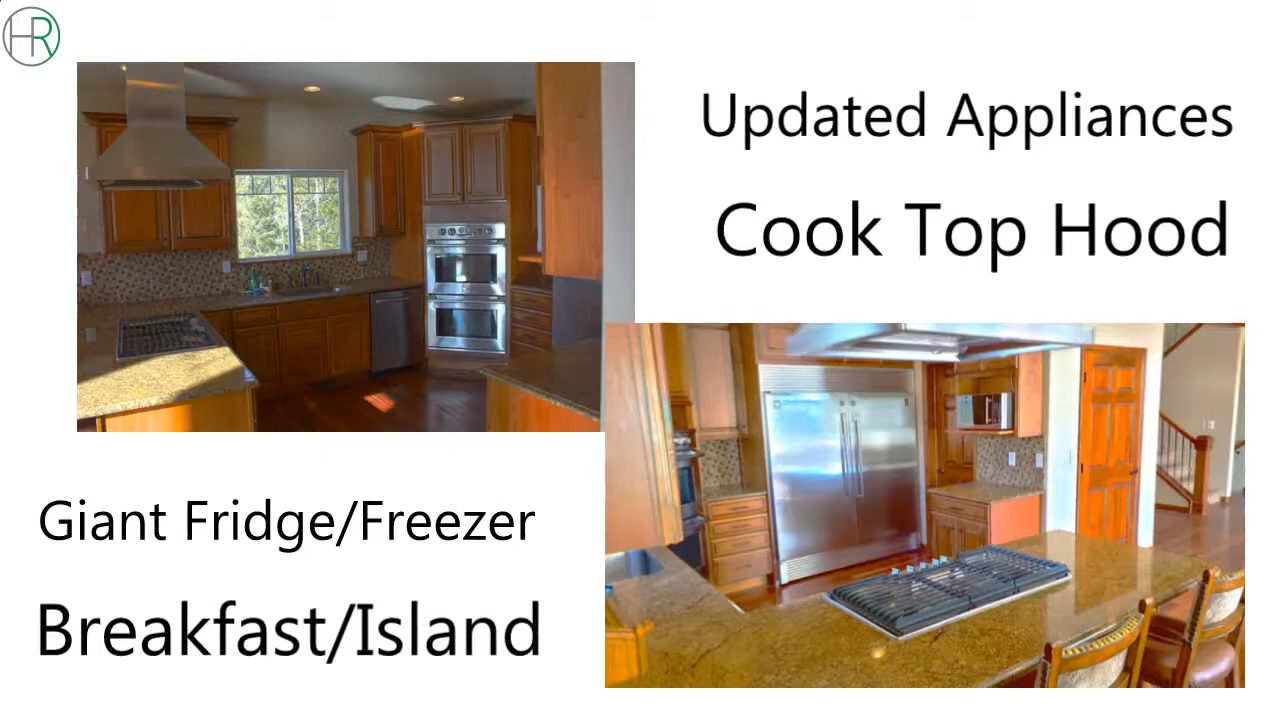 HR
Updated Appliances
Cook Top Hood
Giant Fridge/Freezer
Breakfast/Island